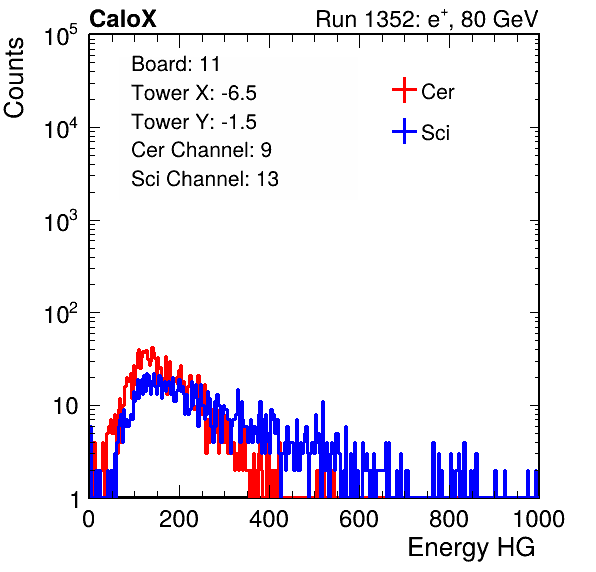 CaloX Run 1352: e⁺, 80 GeV
Counts
Board: 11
Tower X: -6.5
Tower Y: -1.5
Cer Channel: 9
Sci Channel: 13
Cer
Sci
10⁵
10⁴
10³
10²
10
1
0 200 400 600 800 1000
Energy HG